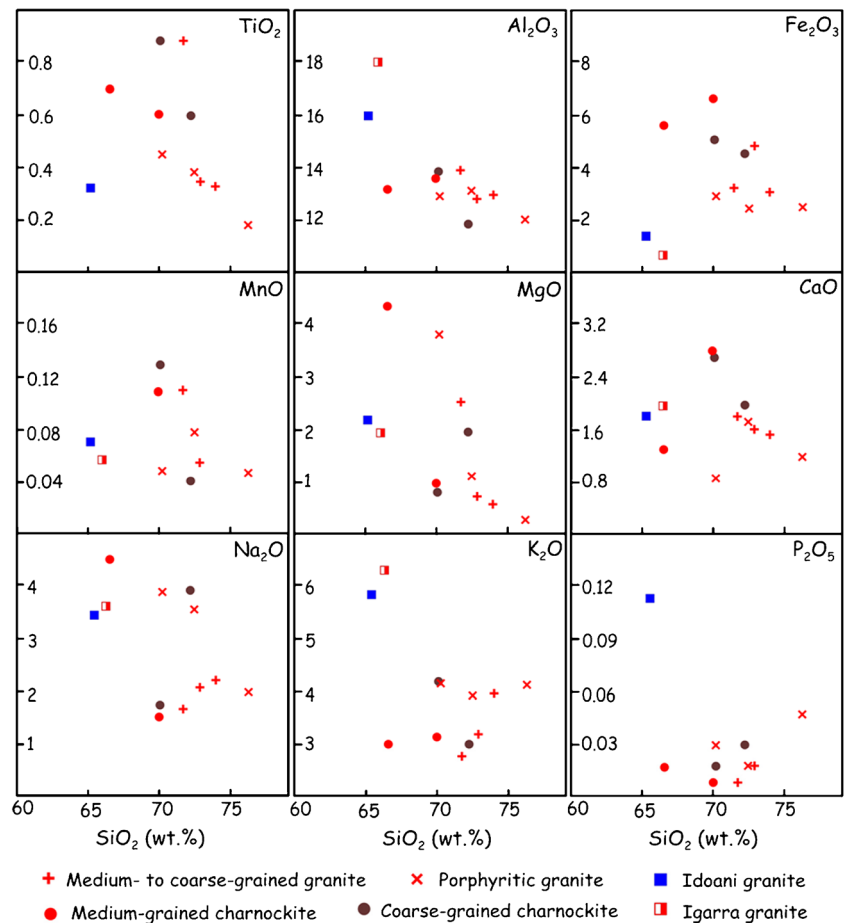 TiO₂
0.8
0.6
0.4
0.2
Al₂O₃
18
16
14
12
Fe₂O₃
8
6
4
2
MnO
0.16
0.12
0.08
0.04
MgO
4
3
2
1
CaO
3.2
2.4
1.6
0.8
Na₂O
4
3
2
1
K₂O
6
5
4
3
P₂O₅
0.12
0.09
0.06
0.03
60 65 70 75 60 65 70 75 60 65 70 75
SiO₂ (wt.%) SiO₂ (wt.%) SiO₂ (wt.%)
Medium- to coarse-grained granite Porphyritic granite Idoani granite
Medium-grained charnockite Coarse-grained charnockite Igarra granite